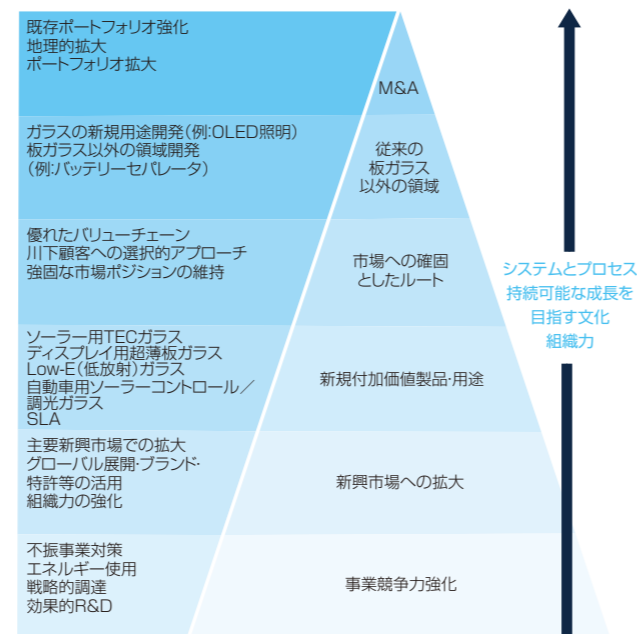 既存ポートフォリオ強化
地理的拡大
ポートフォリオ拡大
M&A
ガラスの新規用途開発(例:OLED照明)
板ガラス以外の領域開発
(例:バッテリーセパレータ)
従来の
板ガラス
以外の領域
優れたバリューチェーン
川下顧客への選択的アプローチ
強固な市場ポジションの維持
市場への確固
としたルート
ソーラー用TECガラス
ディスプレイ用超薄板ガラス
Low-E(低放射)ガラス
自動車用ソーラーコントロール/
調光ガラス
SLA
新規付加価値製品・用途
主要新興市場での拡大
グローバル展開・ブランド・
特許等の活用
組織力の強化
新興市場への拡大
不振事業対策
エネルギー使用
戦略的調達
効果的R&D
事業競争力強化
システムとプロセス
持続可能な成長を
目指す文化
組織力